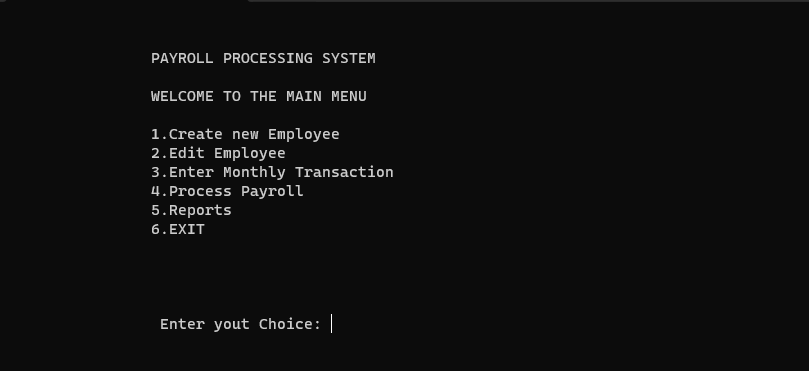 PAYROLL PROCESSING SYSTEM
WELCOME TO THE MAIN MENU
1.Create new Employee
2.Edit Employee
3.Enter Monthly Transaction
4.Process Payroll
5.Reports
6.EXIT
Enter yout Choice: